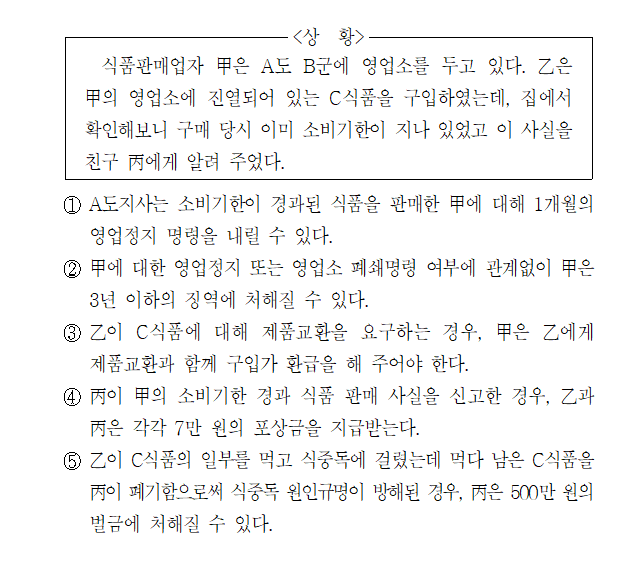 <상 황>
식품판매업자 甲은 A도 B군에 영업소를 두고 있다. 乙은
甲의 영업소에 진열되어 있는 C식품을 구입하였는데, 집에서
확인해보니 구매 당시 이미 소비기한이 지나 있었고 이 사실을
친구 丙에게 알려 주었다.
① A도지사는 소비기한이 경과된 식품을 판매한 甲에 대해 1개월의
영업정지 명령을 내릴 수 있다.
② 甲에 대한 영업정지 또는 영업소 폐쇄명령 여부에 관계없이 甲은
3년 이하의 징역에 처해질 수 있다.
③ 乙이 C식품에 대해 제품교환을 요구하는 경우, 甲은 乙에게
제품교환과 함께 구입가 환급을 해 주어야 한다.
④ 丙이 甲의 소비기한 경과 식품 판매 사실을 신고한 경우, 乙과
丙은 각각 7만 원의 포상금을 지급받는다.
⑤ 乙이 C식품의 일부를 먹고 식중독에 걸렸는데 먹다 남은 C식품을
丙이 폐기함으로써 식중독 원인규명이 방해된 경우, 丙은 500만 원의
벌금에 처해질 수 있다.